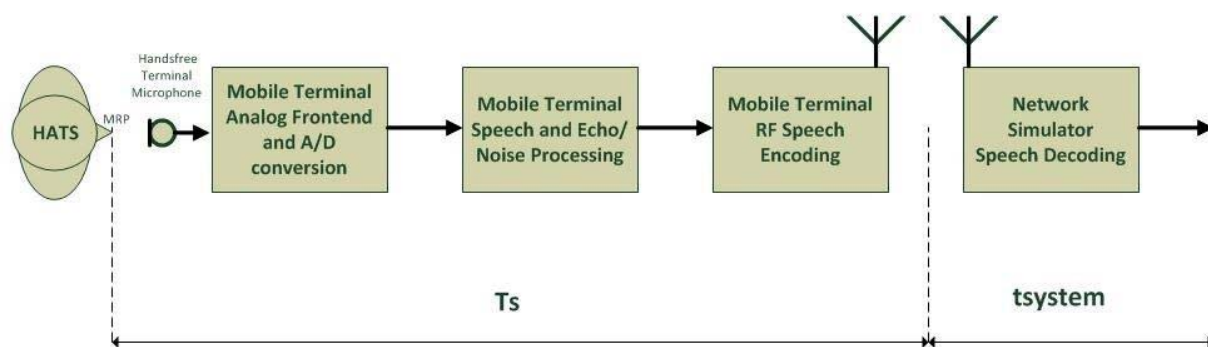 HATS
MRP
Handsfree
Terminal
Microphone
Mobile Terminal
Analog Frontend
and A/D
conversion
Mobile Terminal
Speech and Echo/
Noise Processing
Mobile Terminal
RF Speech
Encoding
Network
Simulator
Speech Decoding
Ts
tsystem